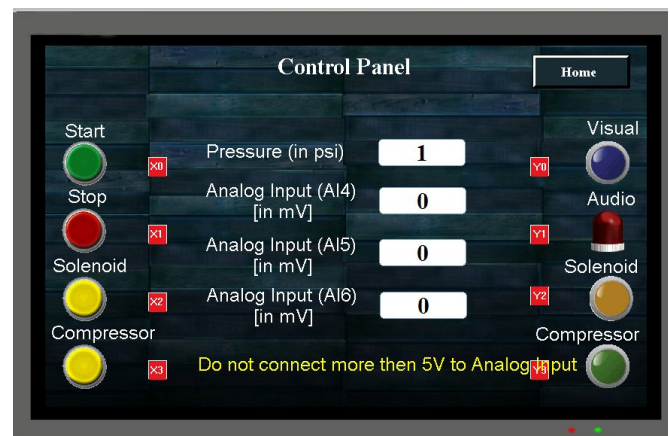 Control Panel
Home
Start
Visual
X0
Pressure (in psi)
1
Y0
Stop
Analog Input (AI4)
[in mV]
0
Audio
X1
Analog Input (AI5)
[in mV]
0
Y1
Solenoid
Solenoid
X2
Analog Input (AI6)
[in mV]
0
Y2
Compressor
Compressor
X3
Do not connect more then 5V to Analog Input
Y3